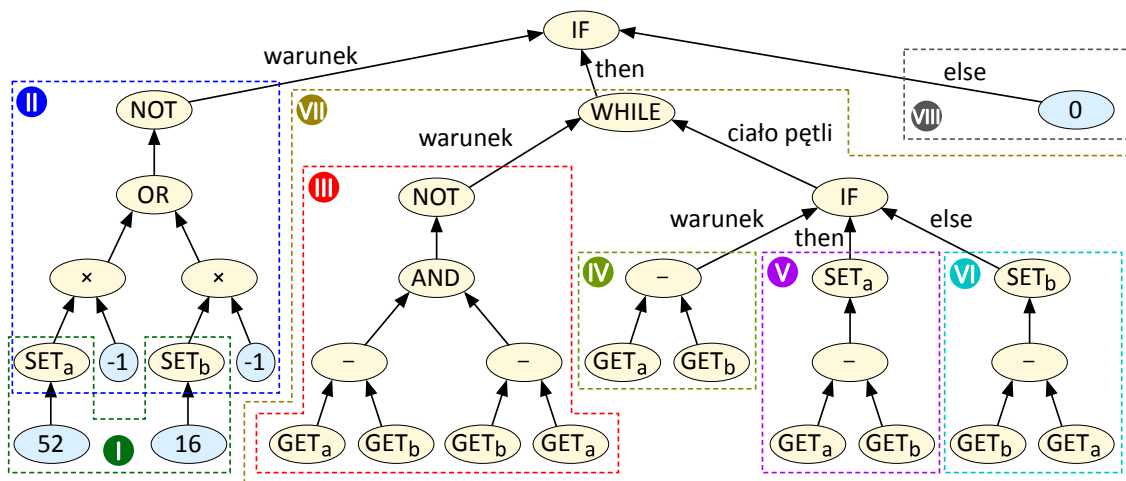 IF
warunek
then
else
II
NOT
VII
WHILE
VIII
0
warunek
ciało pętli
OR
III
NOT
IF
warunek
then
else
×
×
AND
IV
–
V
SETa
VI
SETb
SETa
-1
SETb
-1
–
–
GETa
GETb
–
–
52
I
16
GETa
GETb
GETb
GETa
GETa
GETb
GETb
GETa